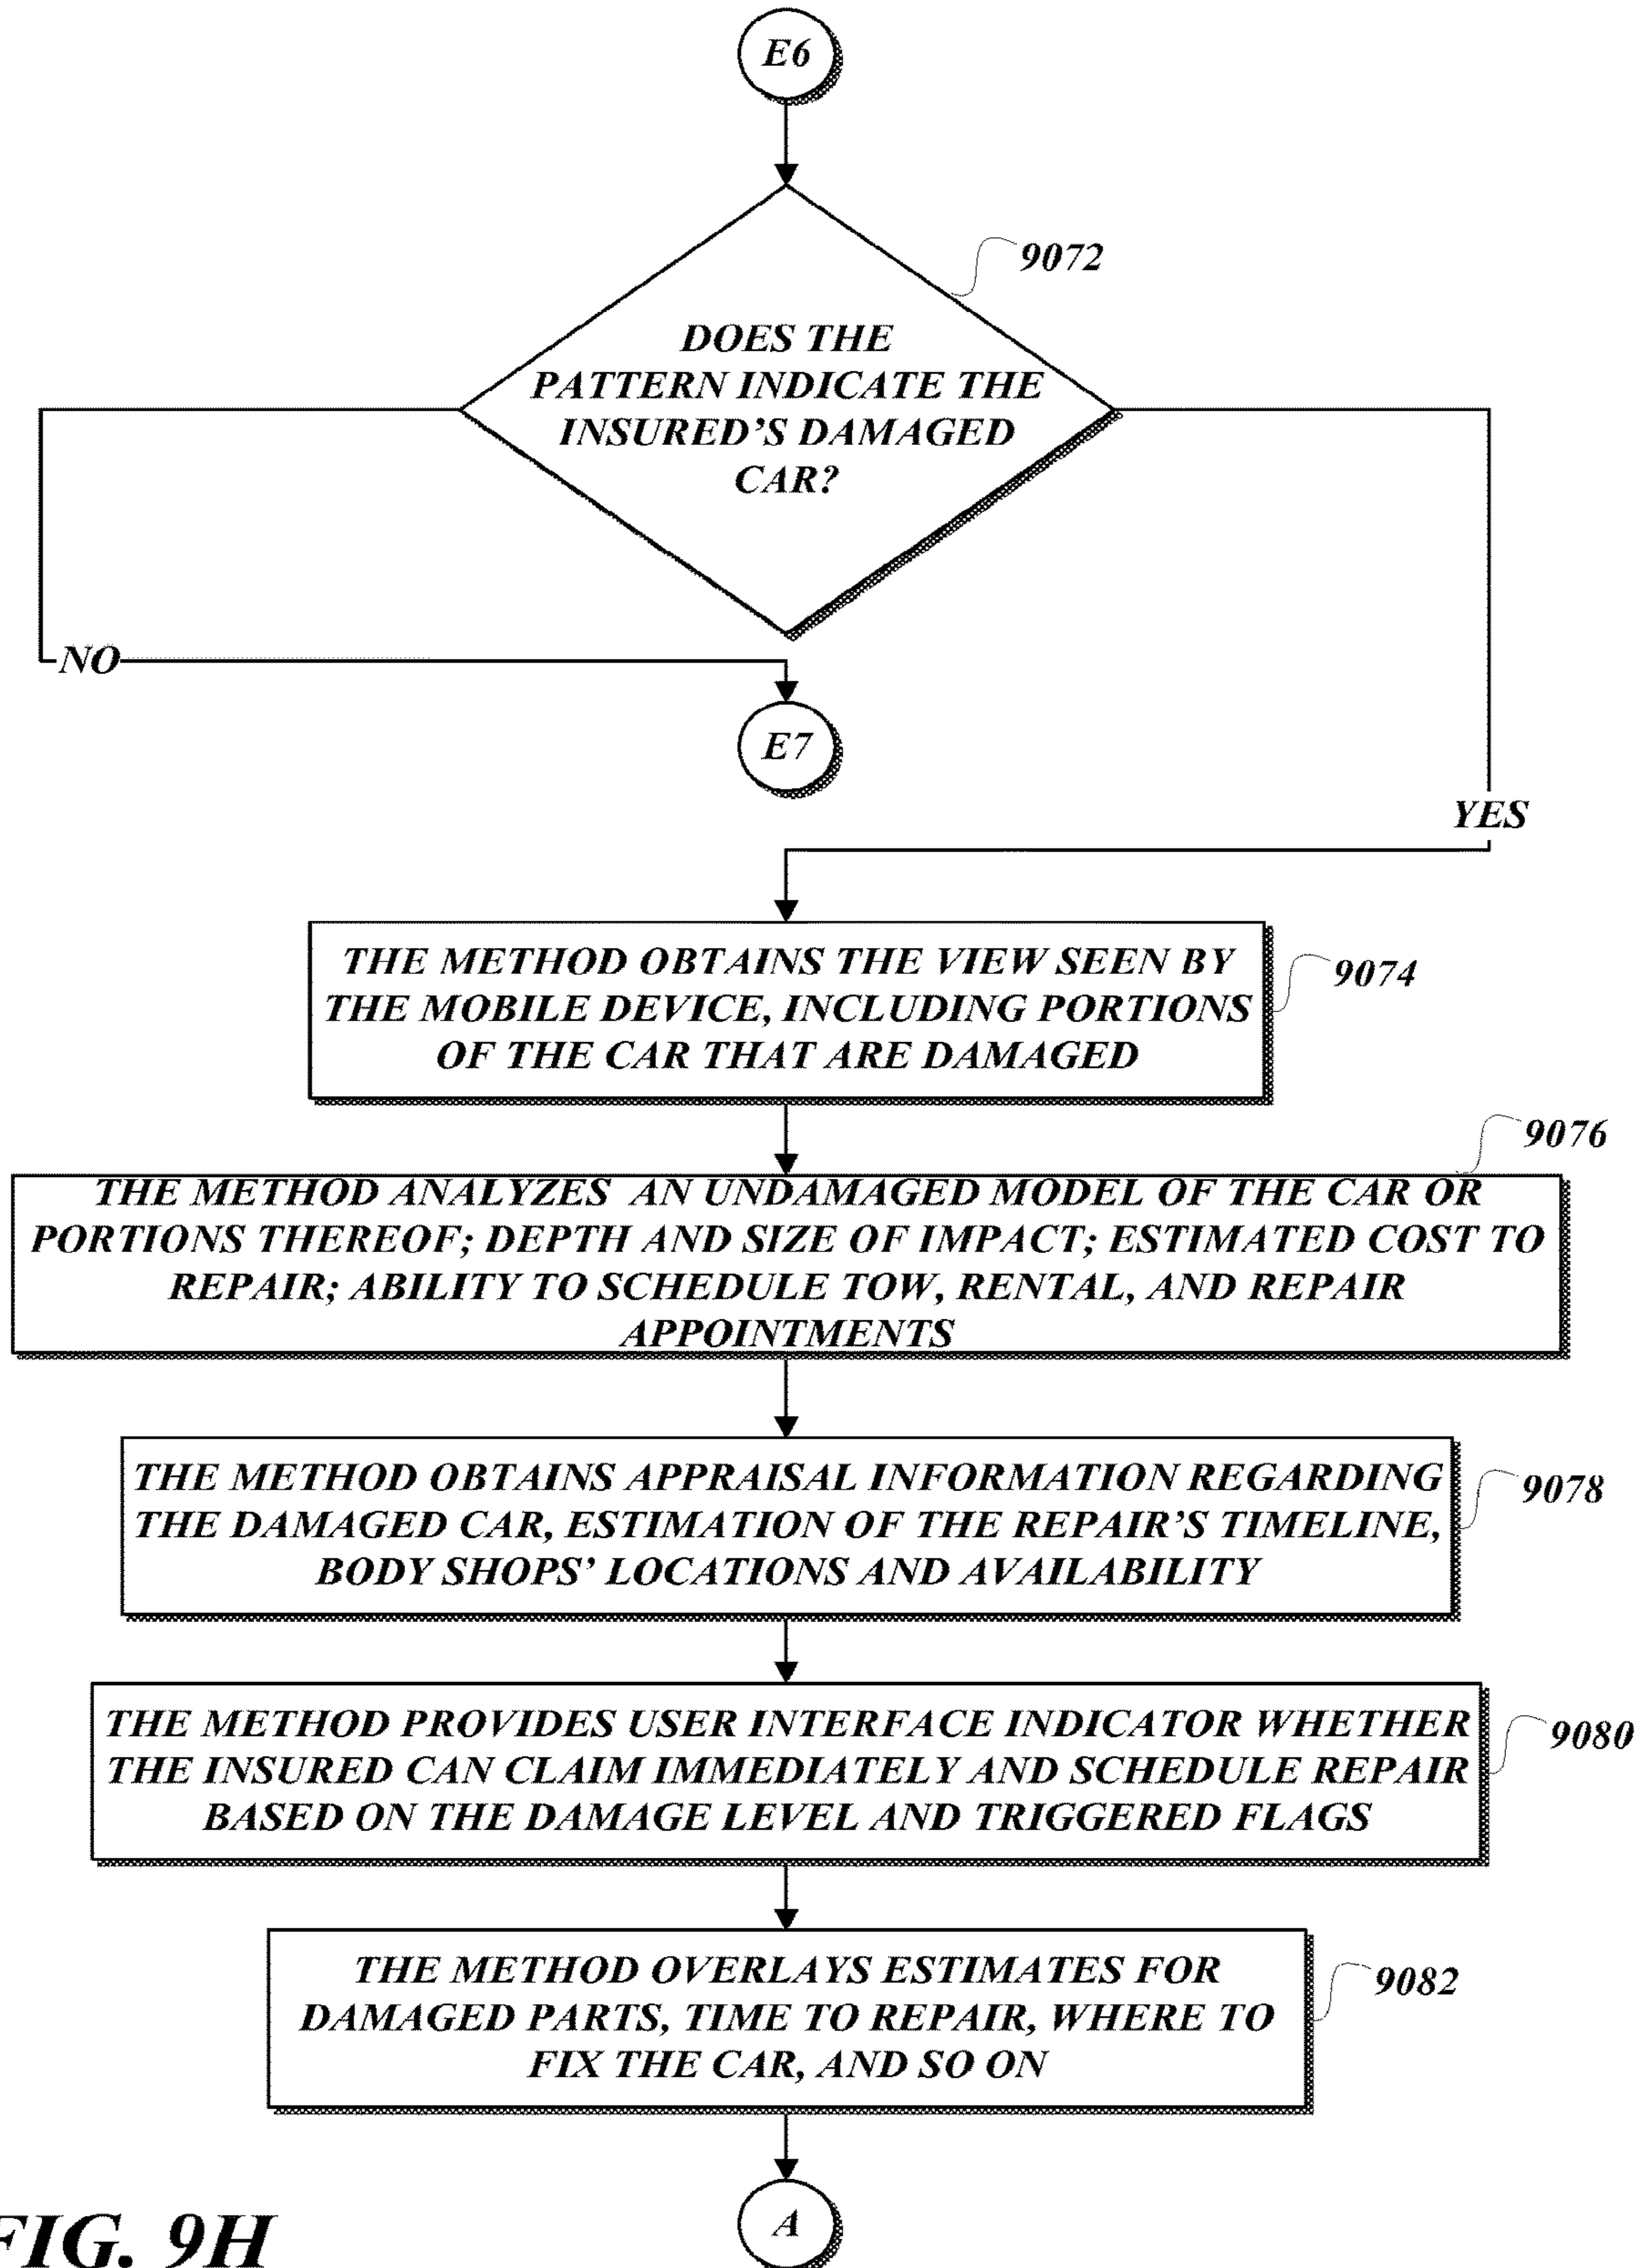 E6
9072
DOES THE
PATTERN INDICATE THE
INSURED'S DAMAGED
CAR?
NO
E7
YES
THE METHOD OBTAINS THE VIEW SEEN BY
THE MOBILE DEVICE, INCLUDING PORTIONS
OF THE CAR THAT ARE DAMAGED
9074
9076
THE METHOD ANALYZES AN UNDAMAGED MODEL OF THE CAR OR
PORTIONS THEREOF; DEPTH AND SIZE OF IMPACT; ESTIMATED COST TO
REPAIR; ABILITY TO SCHEDULE TOW, RENTAL, AND REPAIR
APPOINTMENTS
THE METHOD OBTAINS APPRAISAL INFORMATION REGARDING
THE DAMAGED CAR, ESTIMATION OF THE REPAIR'S TIMELINE,
BODY SHOPS' LOCATIONS AND AVAILABILITY
9078
THE METHOD PROVIDES USER INTERFACE INDICATOR WHETHER
THE INSURED CAN CLAIM IMMEDIATELY AND SCHEDULE REPAIR
BASED ON THE DAMAGE LEVEL AND TRIGGERED FLAGS
9080
THE METHOD OVERLAYS ESTIMATES FOR
DAMAGED PARTS, TIME TO REPAIR, WHERE TO
FIX THE CAR, AND SO ON
9082
A
FIG. 9H